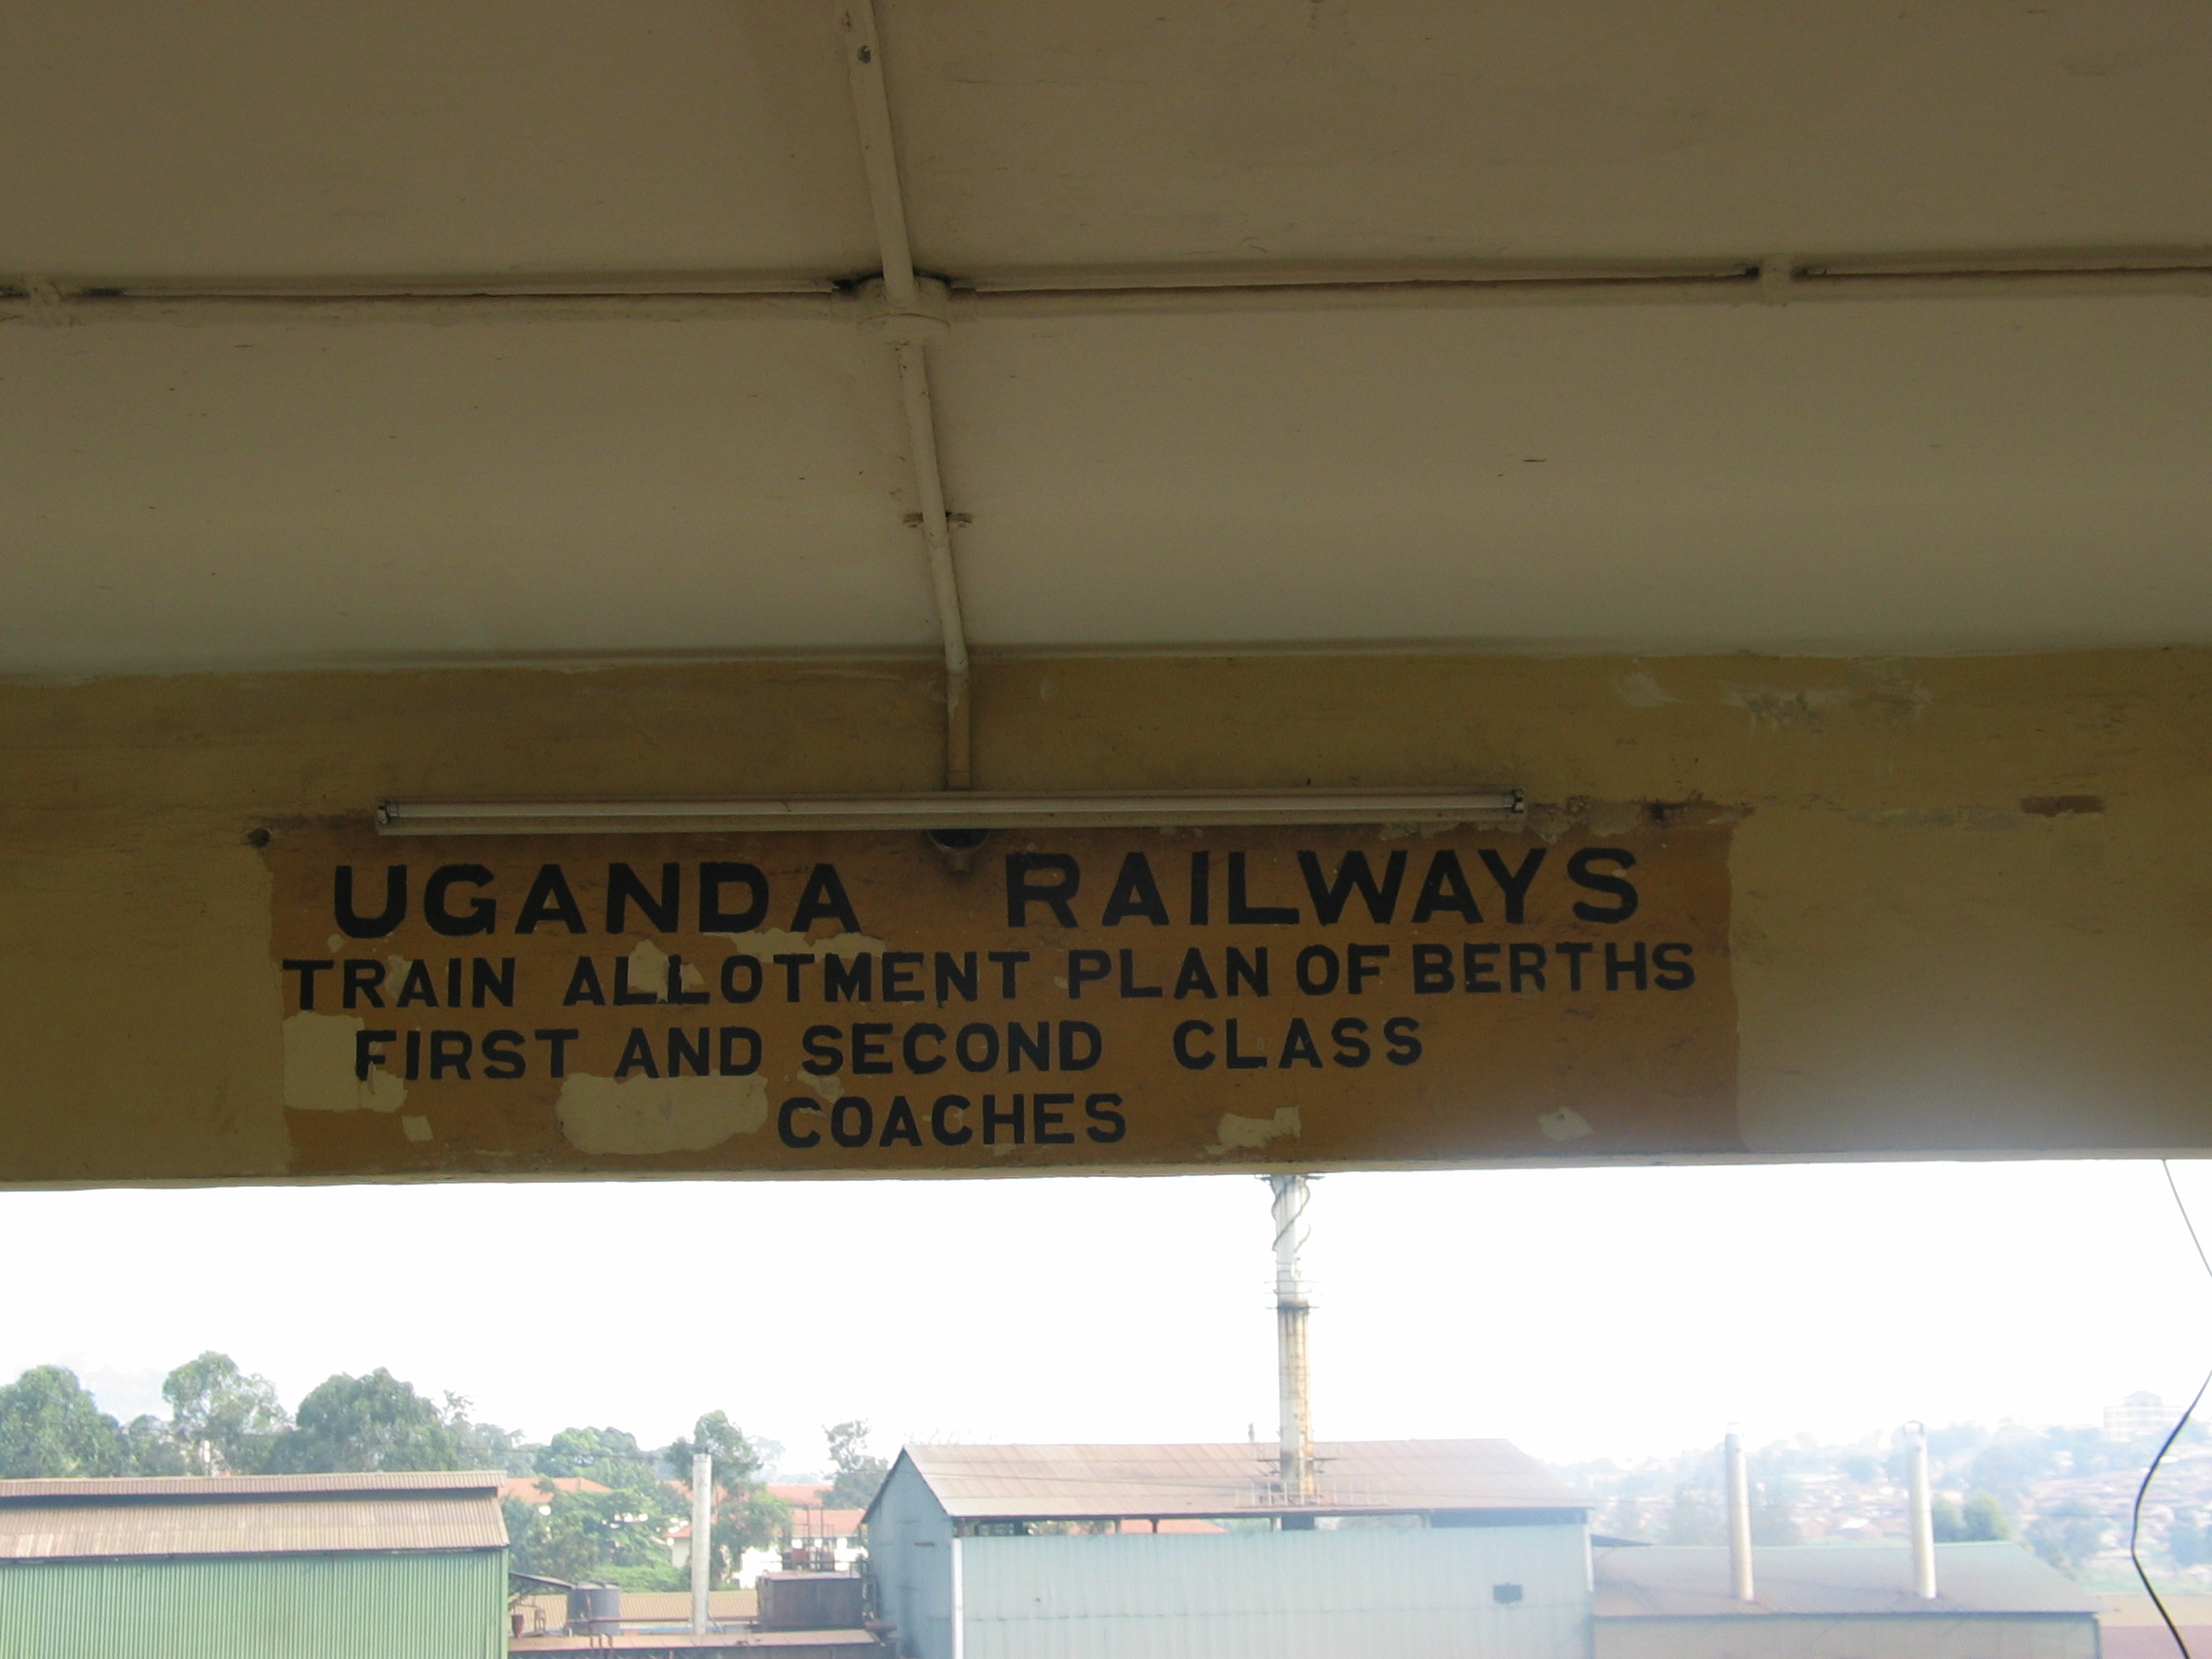 UGANDA RAILWAYS
TRAIN ALLOTMENT PLAN OF BERTHS
FIRST AND SECOND CLASS
COACHES